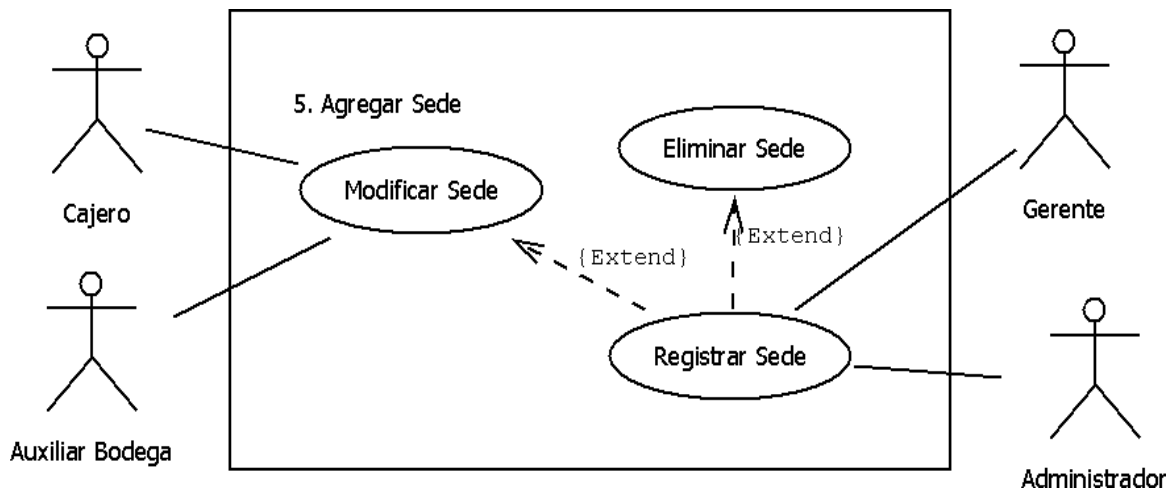 5. Agregar Sede
Eliminar Sede
Modificar Sede
Cajero
Gerente
{Extend}
{Extend}
Registrar Sede
Auxiliar Bodega
Administrador